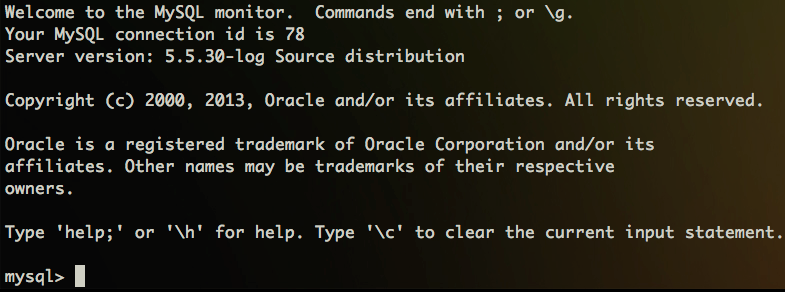 Welcome to the MySQL monitor.  Commands end with ; or \g.
Your MySQL connection id is 78
Server version: 5.5.30-log Source distribution
Copyright (c) 2000, 2013, Oracle and/or its affiliates. All rights reserved.
Oracle is a registered trademark of Oracle Corporation and/or its
affiliates. Other names may be trademarks of their respective
owners.
Type 'help;' or '\h' for help. Type '\c' to clear the current input statement.
mysql>